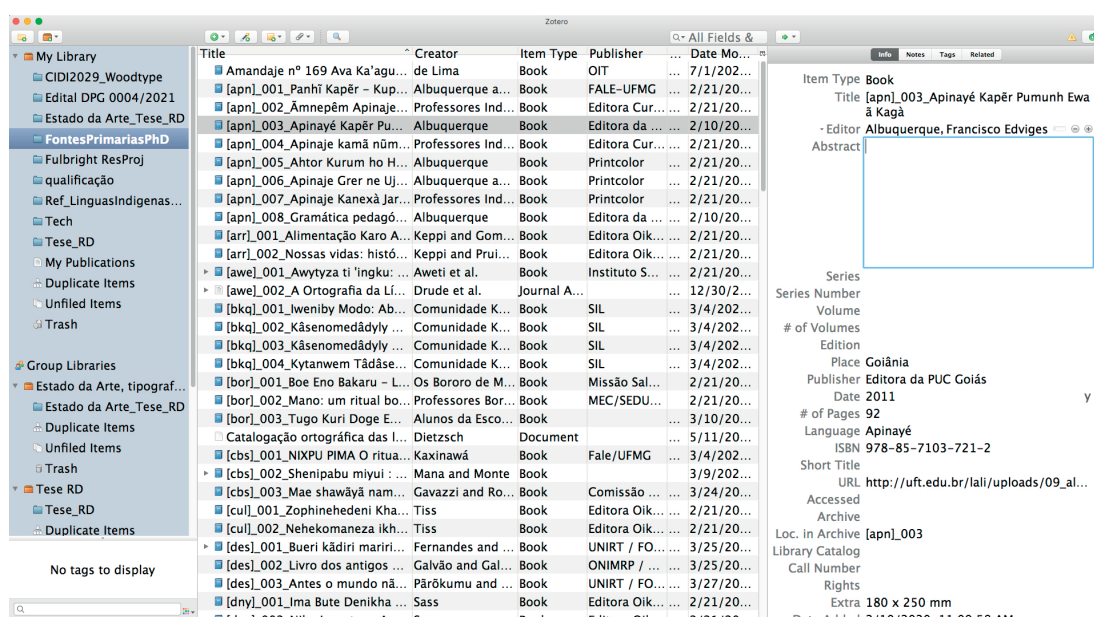 Zotero
All Fields &
My Library
CIDI2029_Woodtype
Edital DPG 0004/2021
Estado da Arte_Tese_RD
FontesPrimariasPhD
Fulbright ResProj
qualificação
Ref_LinguasIndigenas...
Tech
Tese_RD
My Publications
Duplicate Items
Unfiled Items
Trash
Group Libraries
Estado da Arte, tipograf...
Estado da Arte_Tese_RD
Duplicate Items
Unfiled Items
Trash
Tese RD
Tese_RD
Duplicate Items
No tags to display
Title Creator Item Type Publisher ... Date Mo...
Amandaje nº 169 Ava Ka'agu... de Lima Book OIT ... 7/1/202...
[apn]_001_Panhĩ Kapẽr – Kup... Albuquerque a... Book FALE-UFMG ... 2/21/20...
[apn]_002_Ãmnepêm Apinaje... Professores Ind... Book Editora Cur... ... 2/21/20...
[apn]_003_Apinayé Kapẽr Pu... Albuquerque Book Editora da ... ... 2/10/20...
[apn]_004_Apinaje kamã nũm... Professores Ind... Book Editora Cur... ... 2/21/20...
[apn]_005_Ahtor Kurum ho H... Albuquerque Book Printcolor ... 2/21/20...
[apn]_006_Apinaje Grer ne Uj... Albuquerque a... Book Printcolor ... 2/21/20...
[apn]_007_Apinaje Kanexà Jar... Professores Ind... Book Printcolor ... 2/21/20...
[apn]_008_Gramática pedagó... Albuquerque Book Editora da ... ... 2/10/20...
[arr]_001_Alimentação Karo A... Keppi and Gom... Book Editora Oik... ... 2/21/20...
[arr]_002_Nossas vidas: histó... Keppi and Prui... Book Editora Oik... ... 2/21/20...
[awe]_001_Awytyza ti 'ingku: ... Aweti et al. Book Instituto S... ... 2/21/20...
[awe]_002_A Ortografia da Lí... Drude et al. Journal A... ... 12/30/2...
[bkq]_001_Iweniby Modo: Ab... Comunidade K... Book SIL ... 3/4/202...
[bkq]_002_Kâsenomedâdyly ... Comunidade K... Book SIL ... 3/4/202...
[bkq]_003_Kâsenomedâdyly ... Comunidade K... Book SIL ... 3/4/202...
[bkq]_004_Kytanwem Tâdâse... Comunidade K... Book SIL ... 3/4/202...
[bor]_001_Boe Eno Bakaru – L... Os Bororo de M... Book Missão Sal... ... 2/21/20...
[bor]_002_Mano: um ritual bo... Professores Bor... Book MEC/SEDU... ... 2/21/20...
[bor]_003_Tugo Kuri Doge E... Alunos da Esco... Book ... 3/10/20...
Catalogação ortográfica das l... Dietzsch Document ... 5/11/20...
[cbs]_001_NIXPU PIMA O ritua... Kaxinawá Book Fale/UFMG ... 3/4/202...
[cbs]_002_Shenipabu miyui : ... Mana and Monte Book 3/9/202...
[cbs]_003_Mae shawãyã nam... Gavazzi and Ro... Book Comissão ... ... 3/24/20...
[cul]_001_Zophinehedeni Kha... Tiss Book Editora Oik... ... 2/21/20...
[cul]_002_Nehekomaneza ikh... Tiss Book Editora Oik... ... 2/21/20...
[des]_001_Bueri kãdiri mariri... Fernandes and ... Book UNIRT / FO... ... 3/25/20...
[des]_002_Livro dos antigos ... Galvão and Gal... Book ONIMRP / ... ... 3/25/20...
[des]_003_Antes o mundo nã... Pãrõkumu and ... Book UNIRT / FO... ... 3/27/20...
[dny]_001_Ima Bute Denikha ... Sass Book Editora Oik... ... 2/21/20...
Info Notes Tags Related
Item Type Book
Title [apn]_003_Apinayé Kapẽr Pumunh Ewa
ã Kagà
Editor Albuquerque, Francisco Edviges
Abstract
Series
Series Number
Volume
# of Volumes
Edition
Place Goiânia
Publisher Editora da PUC Goiás
Date 2011 y
# of Pages 92
Language Apinayé
ISBN 978-85-7103-721-2
Short Title
URL http://uft.edu.br/lali/uploads/09_al...
Accessed
Archive
Loc. in Archive [apn]_003
Library Catalog
Call Number
Rights
Extra 180 x 250 mm